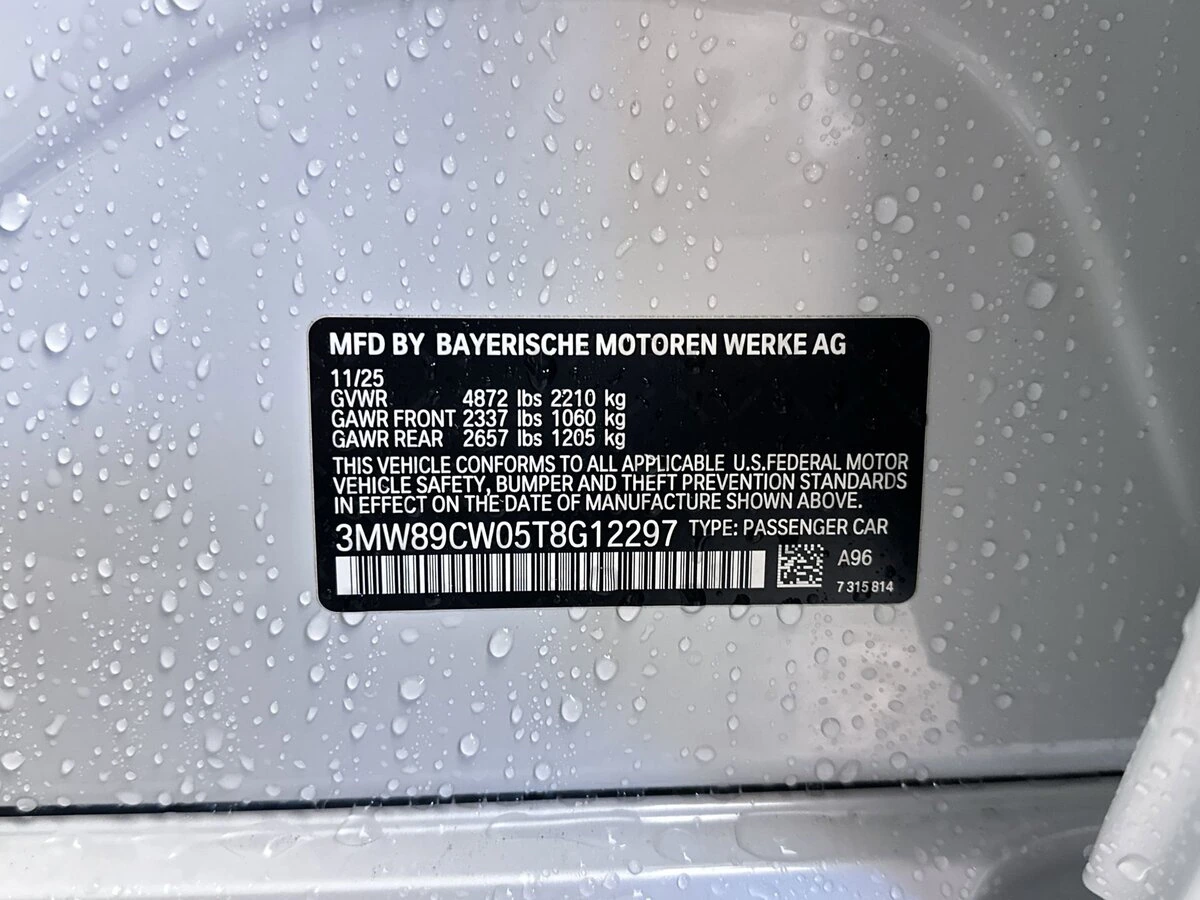 MFD BY BAYERISCHE MOTOREN WERKE AG
11/25
GVWR 4872 lbs 2210 kg
GAWR FRONT 2337 lbs 1060 kg
GAWR REAR 2657 lbs 1205 kg
THIS VEHICLE CONFORMS TO ALL APPLICABLE U.S.FEDERAL MOTOR
VEHICLE SAFETY, BUMPER AND THEFT PREVENTION STANDARDS
IN EFFECT ON THE DATE OF MANUFACTURE SHOWN ABOVE.
3MW89CW05T8G12297 TYPE: PASSENGER CAR
A96
7 315 814